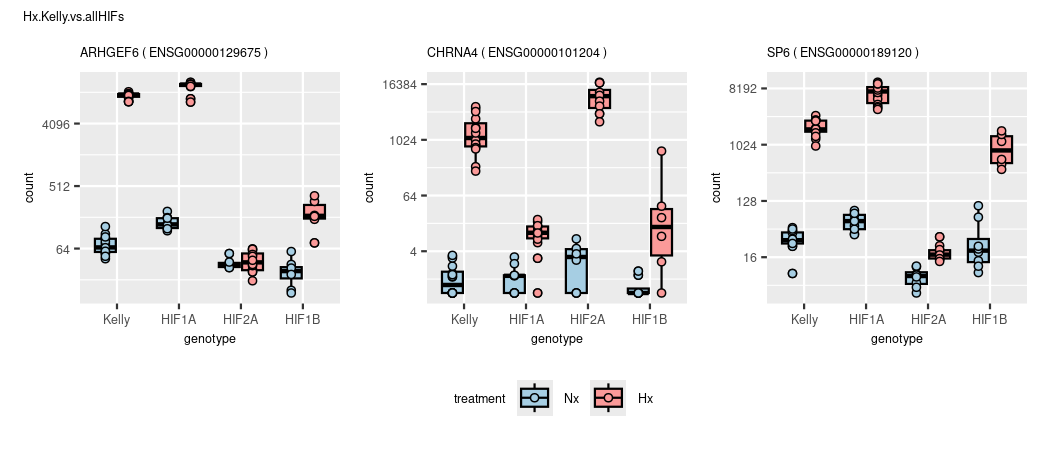 Hx.Kelly.vs.allHIFs
ARHGEF6 ( ENSG00000129675 )
4096
512
64
count
Kelly HIF1A HIF2A HIF1B
genotype
CHRNA4 ( ENSG00000101204 )
16384
1024
64
4
count
Kelly HIF1A HIF2A HIF1B
genotype
SP6 ( ENSG00000189120 )
8192
1024
128
16
count
Kelly HIF1A HIF2A HIF1B
genotype
treatment Nx Hx